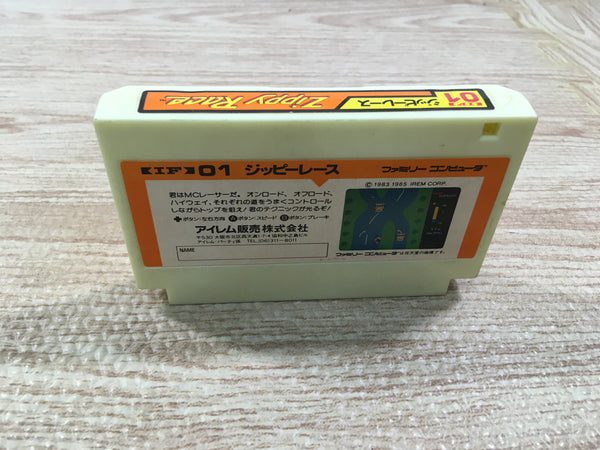 IF 01 ジッピーレース Zippy Race
【IF】01 ジッピーレース
ファミリー コンピュータ
君はMCレーサーだ。オンロード、オフロード、
ハイウェイ、それぞれの道をうまくコントロール
しながらトップを狙え!君のテクニックが光るぞ!
✚ボタン:左右方向 Ⓐボタン:スピード Ⓑボタン:ブレーキ
アイレム販売株式会社
TEL.(06)311-8011
NAME
©1983 1985 IREM CORP.
ファミリー コンピュータ